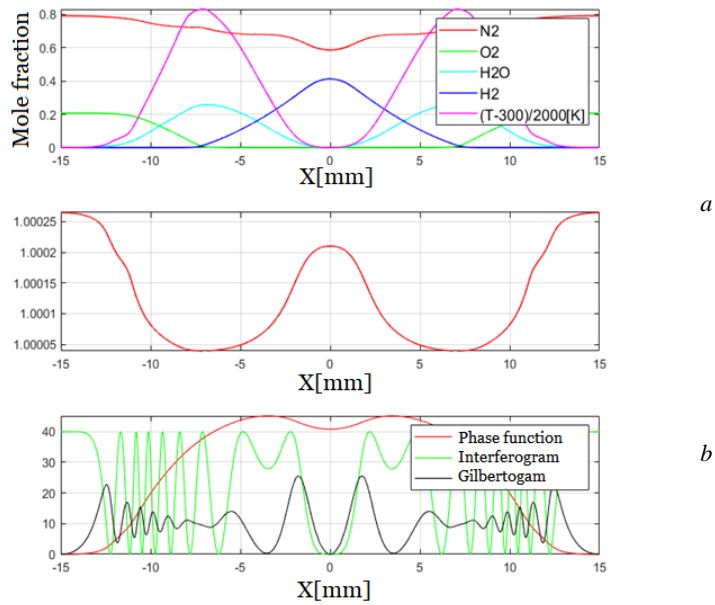 Mole fraction
0.8
0.6
0.4
0.2
0
N2
O2
H2O
H2
(T-300)/2000[K]
-15 -10 -5 0 5 10 15
X[mm]
a
1.00025
1.0002
1.00015
1.0001
1.00005
-15 -10 -5 0 5 10 15
X[mm]
40
30
20
10
0
Phase function
Interferogram
Gilbertogam
b
-15 -10 -5 0 5 10 15
X[mm]